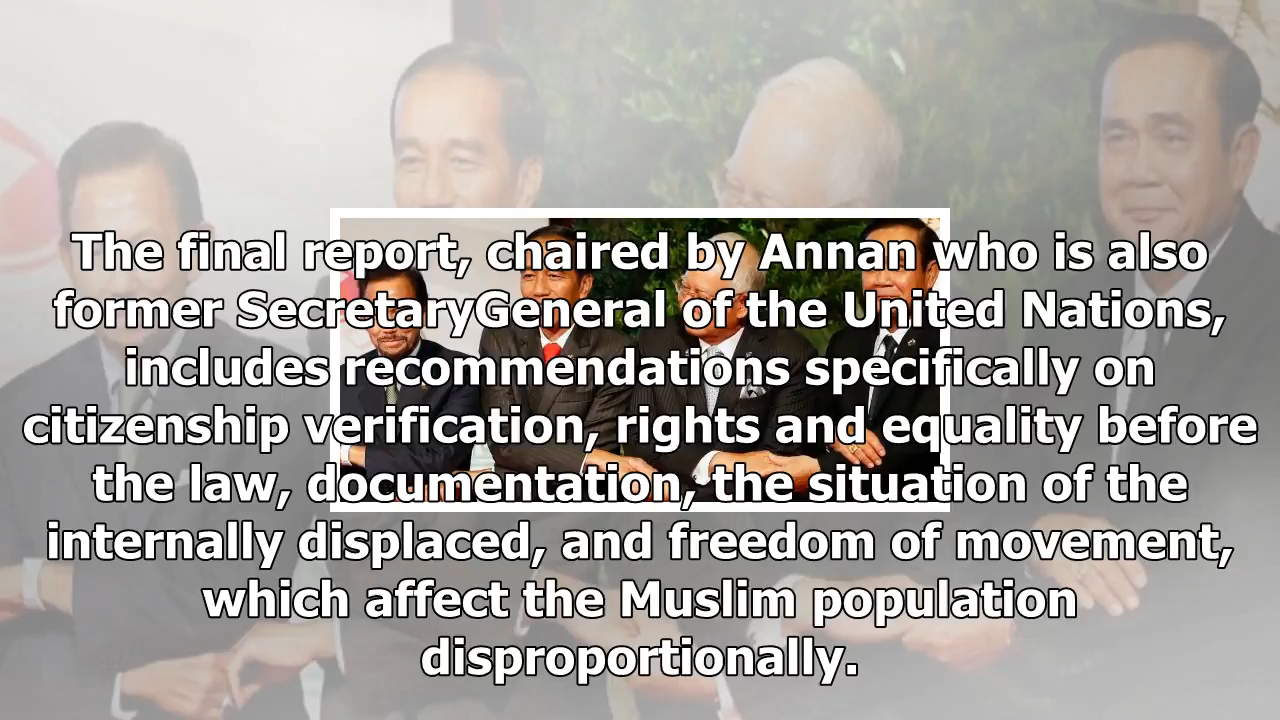 The final report, chaired by Annan who is also
former SecretaryGeneral of the United Nations,
includes recommendations specifically on
citizenship verification, rights and equality before
the law, documentation, the situation of the
internally displaced, and freedom of movement,
which affect the Muslim population
disproportionally.